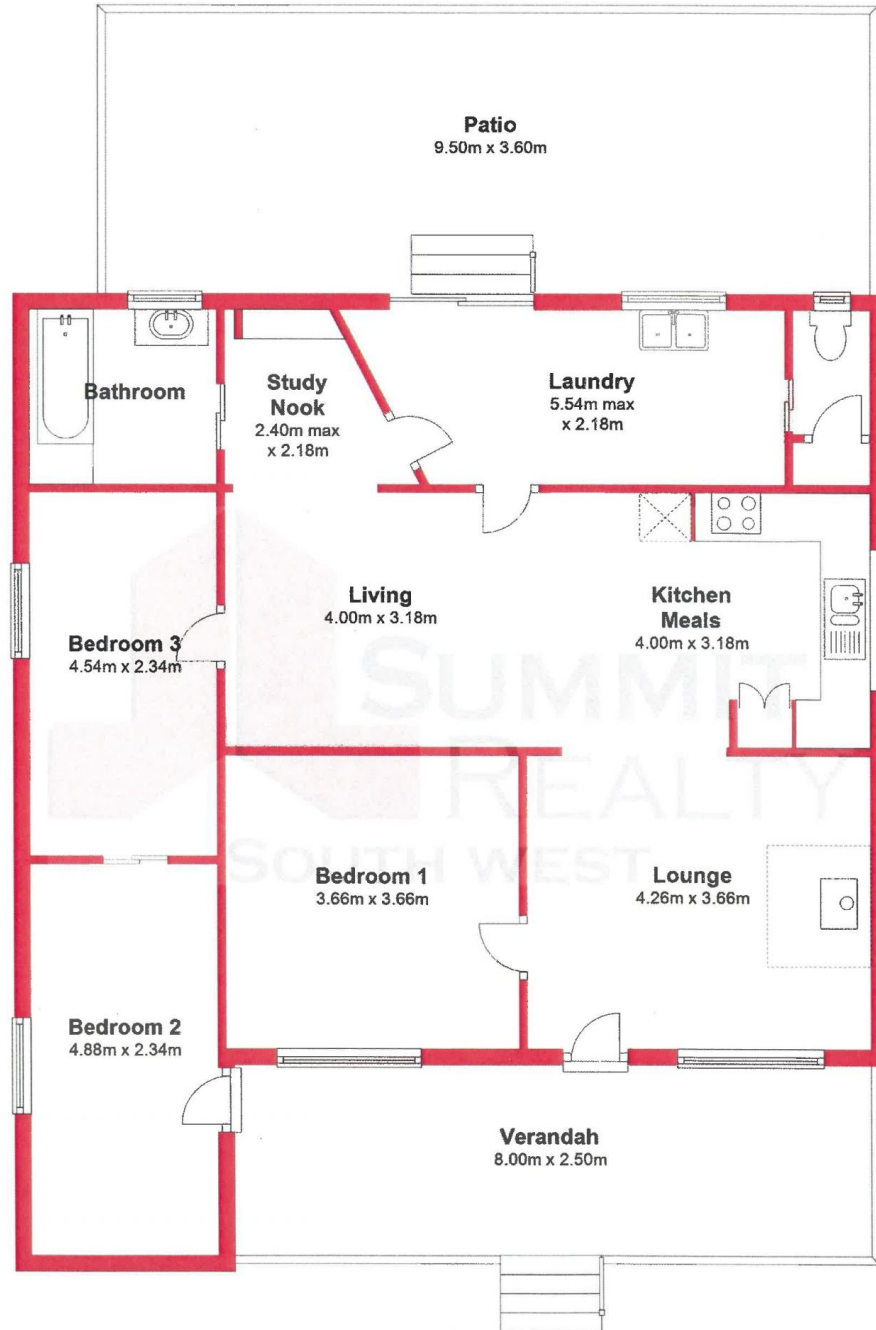 Patio
9.50m x 3.60m
Bathroom
Study
Nook
2.40m max
x 2.18m
Laundry
5.54m max
x 2.18m
Living
4.00m x 3.18m
Kitchen
Meals
4.00m x 3.18m
Bedroom 3
4.54m x 2.34m
SUMMIT
REALTY
SOUTH WEST
Bedroom 1
3.66m x 3.66m
Lounge
4.26m x 3.66m
Bedroom 2
4.88m x 2.34m
Verandah
8.00m x 2.50m